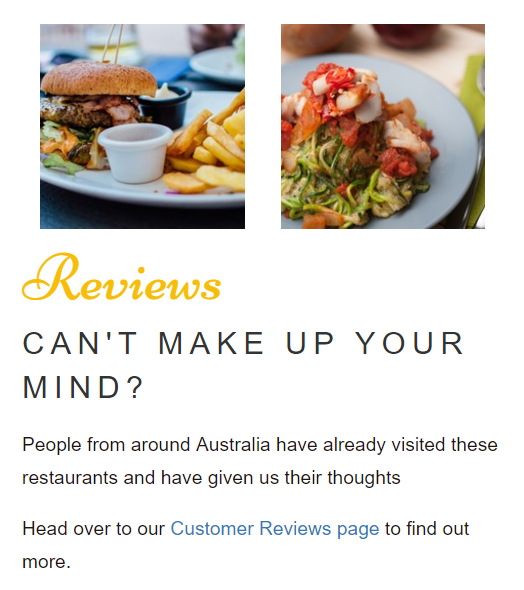 Reviews
CAN'T MAKE UP YOUR
MIND?
People from around Australia have already visited these
restaurants and have given us their thoughts
Head over to our Customer Reviews page to find out
more.